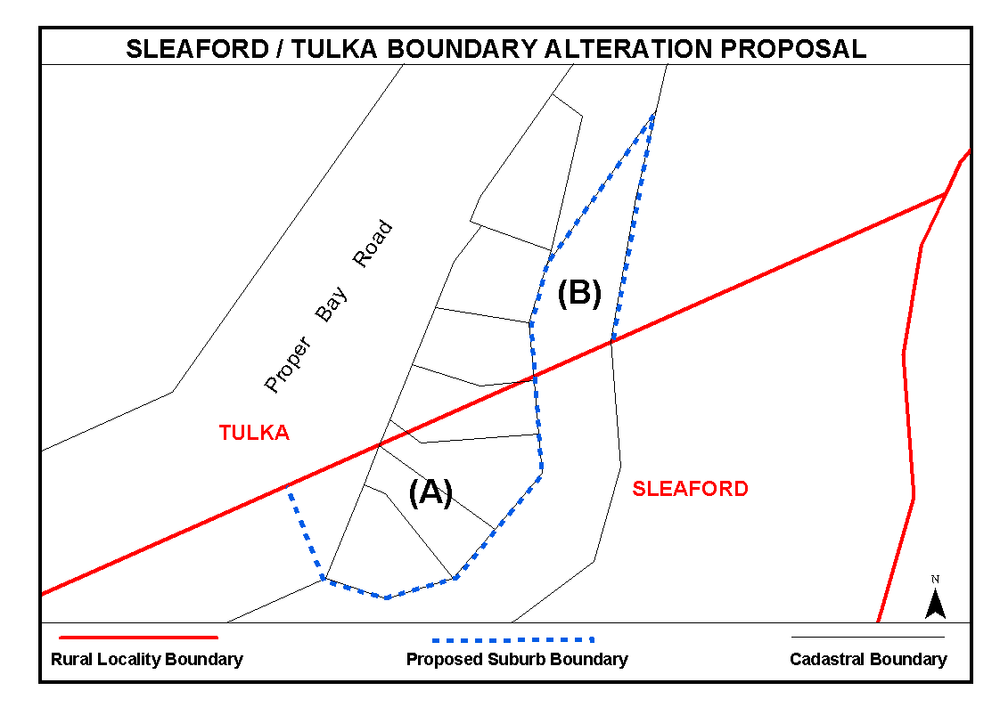 SLEAFORD / TULKA BOUNDARY ALTERATION PROPOSAL
Proper Bay Road
(B)
TULKA
(A)
SLEAFORD
N
Rural Locality Boundary
Proposed Suburb Boundary
Cadastral Boundary